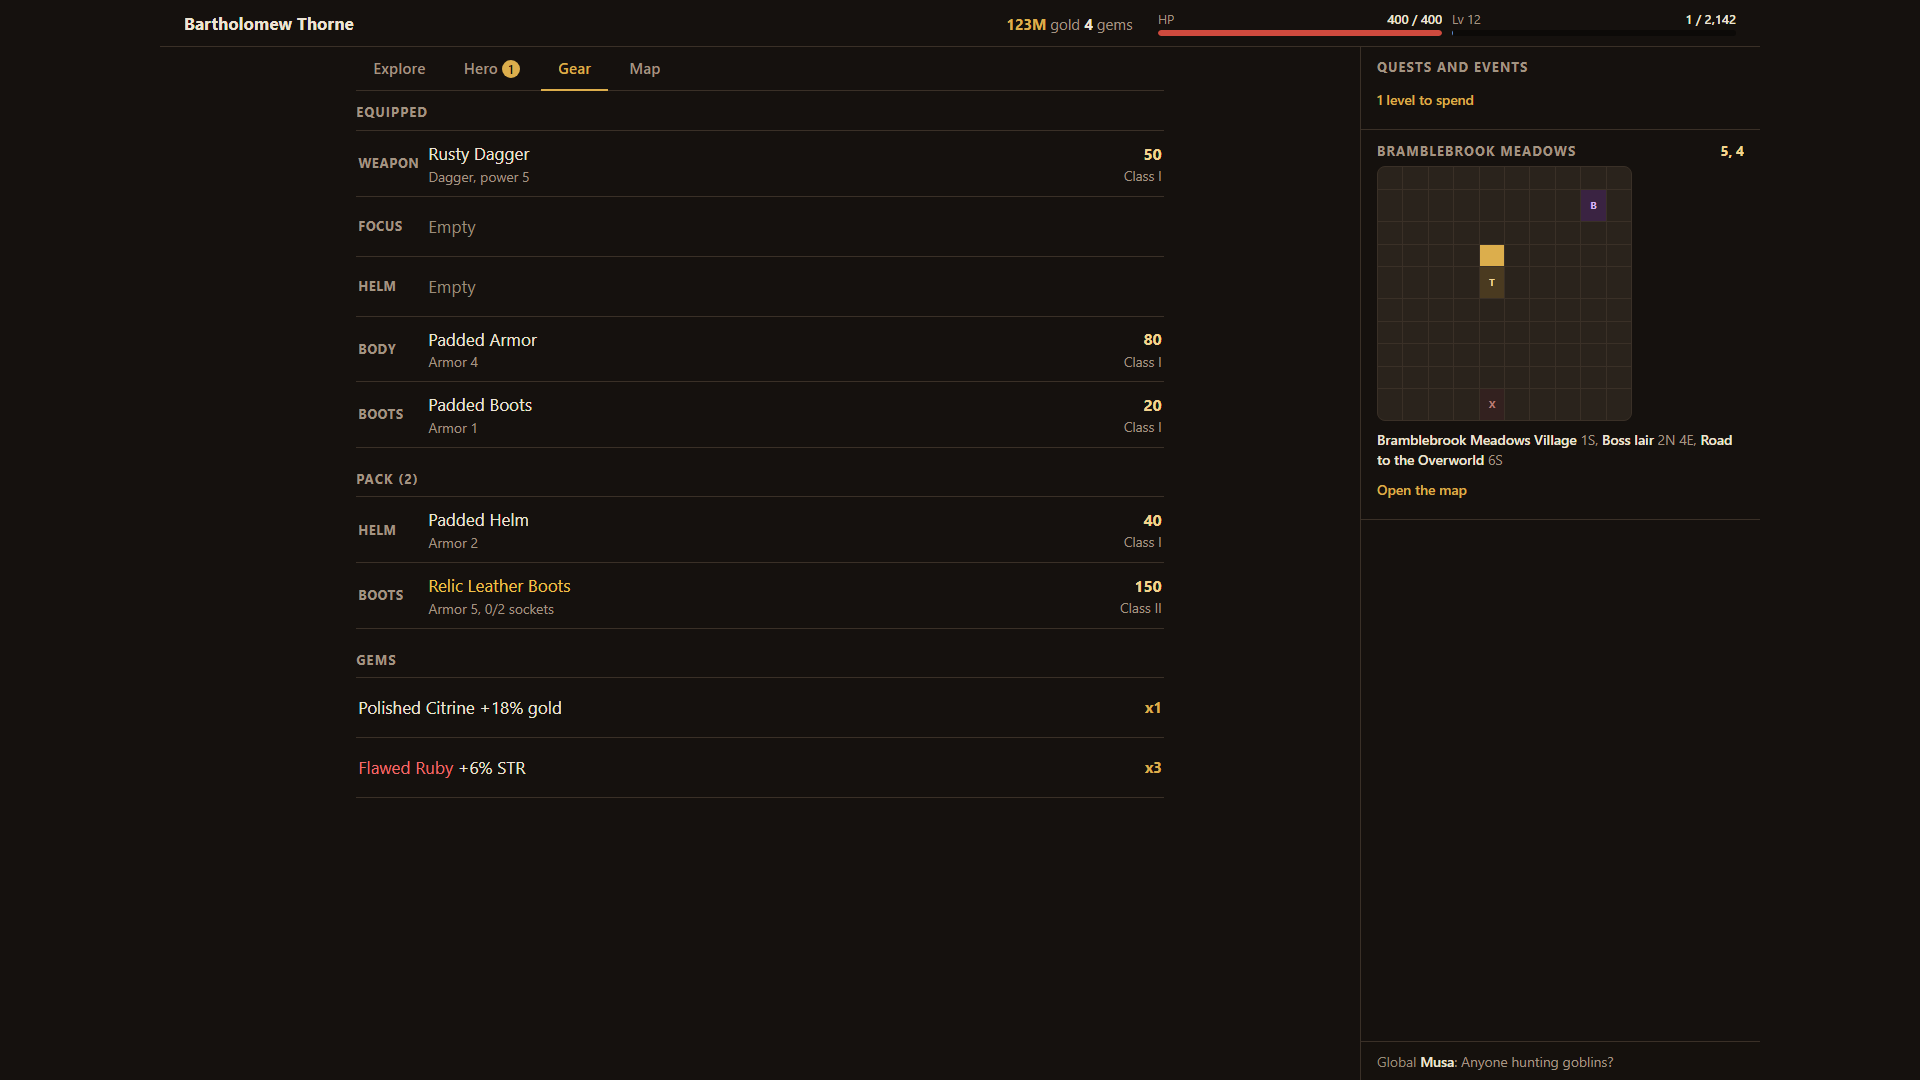 Bartholomew Thorne
123M gold 4 gems
HP 400 / 400
Lv 12 1 / 2,142
Explore Hero 1 Gear Map
EQUIPPED
WEAPON Rusty Dagger 50
Dagger, power 5 Class I
FOCUS Empty
HELM Empty
BODY Padded Armor 80
Armor 4 Class I
BOOTS Padded Boots 20
Armor 1 Class I
PACK (2)
HELM Padded Helm 40
Armor 2 Class I
BOOTS Relic Leather Boots 150
Armor 5, 0/2 sockets Class II
GEMS
Polished Citrine +18% gold x1
Flawed Ruby +6% STR x3
QUESTS AND EVENTS
1 level to spend
BRAMBLEBROOK MEADOWS 5, 4
B
T
X
Bramblebrook Meadows Village 1S, Boss lair 2N 4E, Road
to the Overworld 6S
Open the map
Global Musa: Anyone hunting goblins?